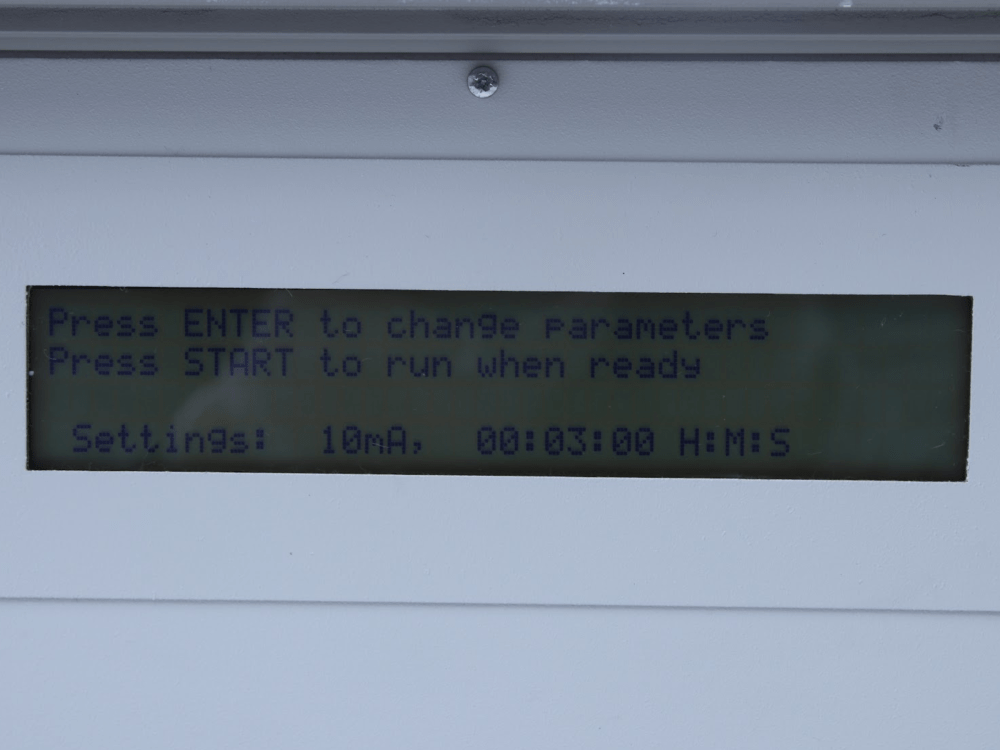 Press ENTER to change parameters
Press START to run when ready
Settings: 10mA, 00:03:00 H:M:S